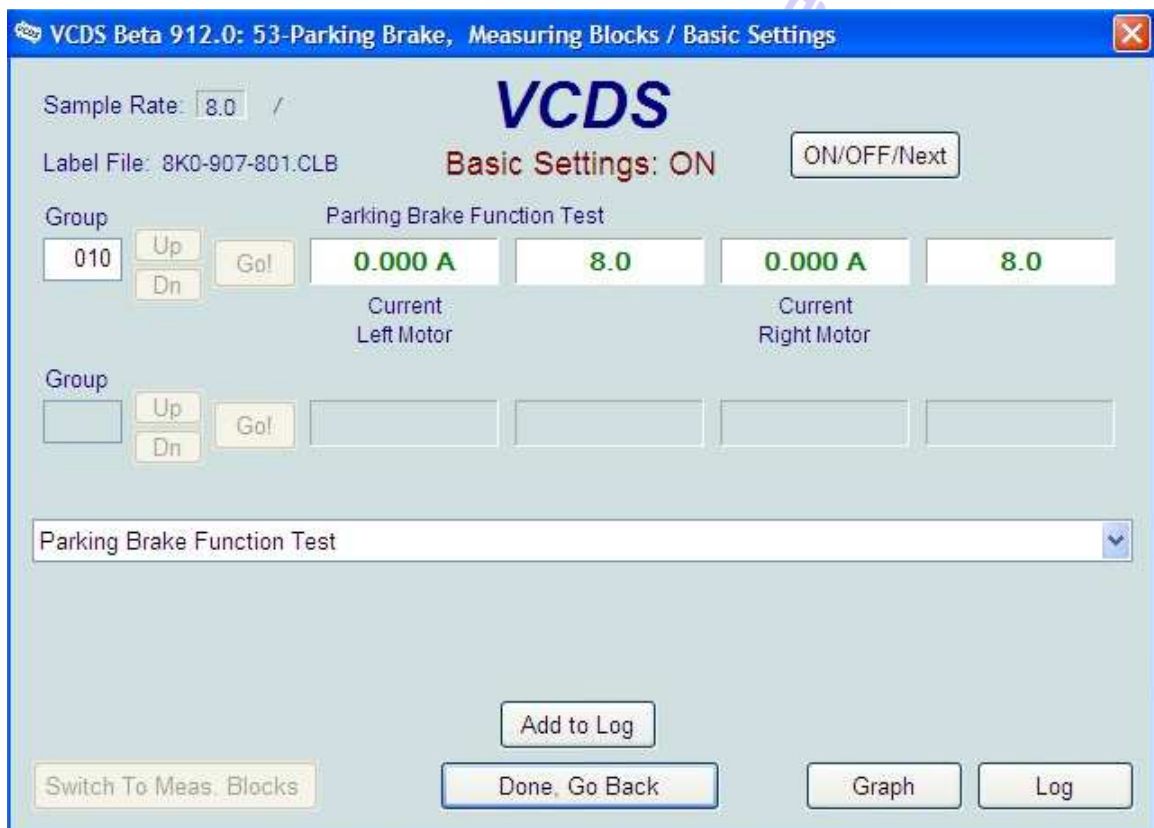 VCDS Beta 912.0: 53-Parking Brake, Measuring Blocks / Basic Settings
Sample Rate: 8.0 /
VCDS
Label File: 8K0-907-801.CLB
Basic Settings: ON
ON/OFF/Next
Group
Parking Brake Function Test
010
Up
Dn
Go!
0.000 A
8.0
0.000 A
8.0
Current
Left Motor
Current
Right Motor
Group
Up
Dn
Go!
Parking Brake Function Test
Add to Log
Switch To Meas. Blocks
Done, Go Back
Graph
Log